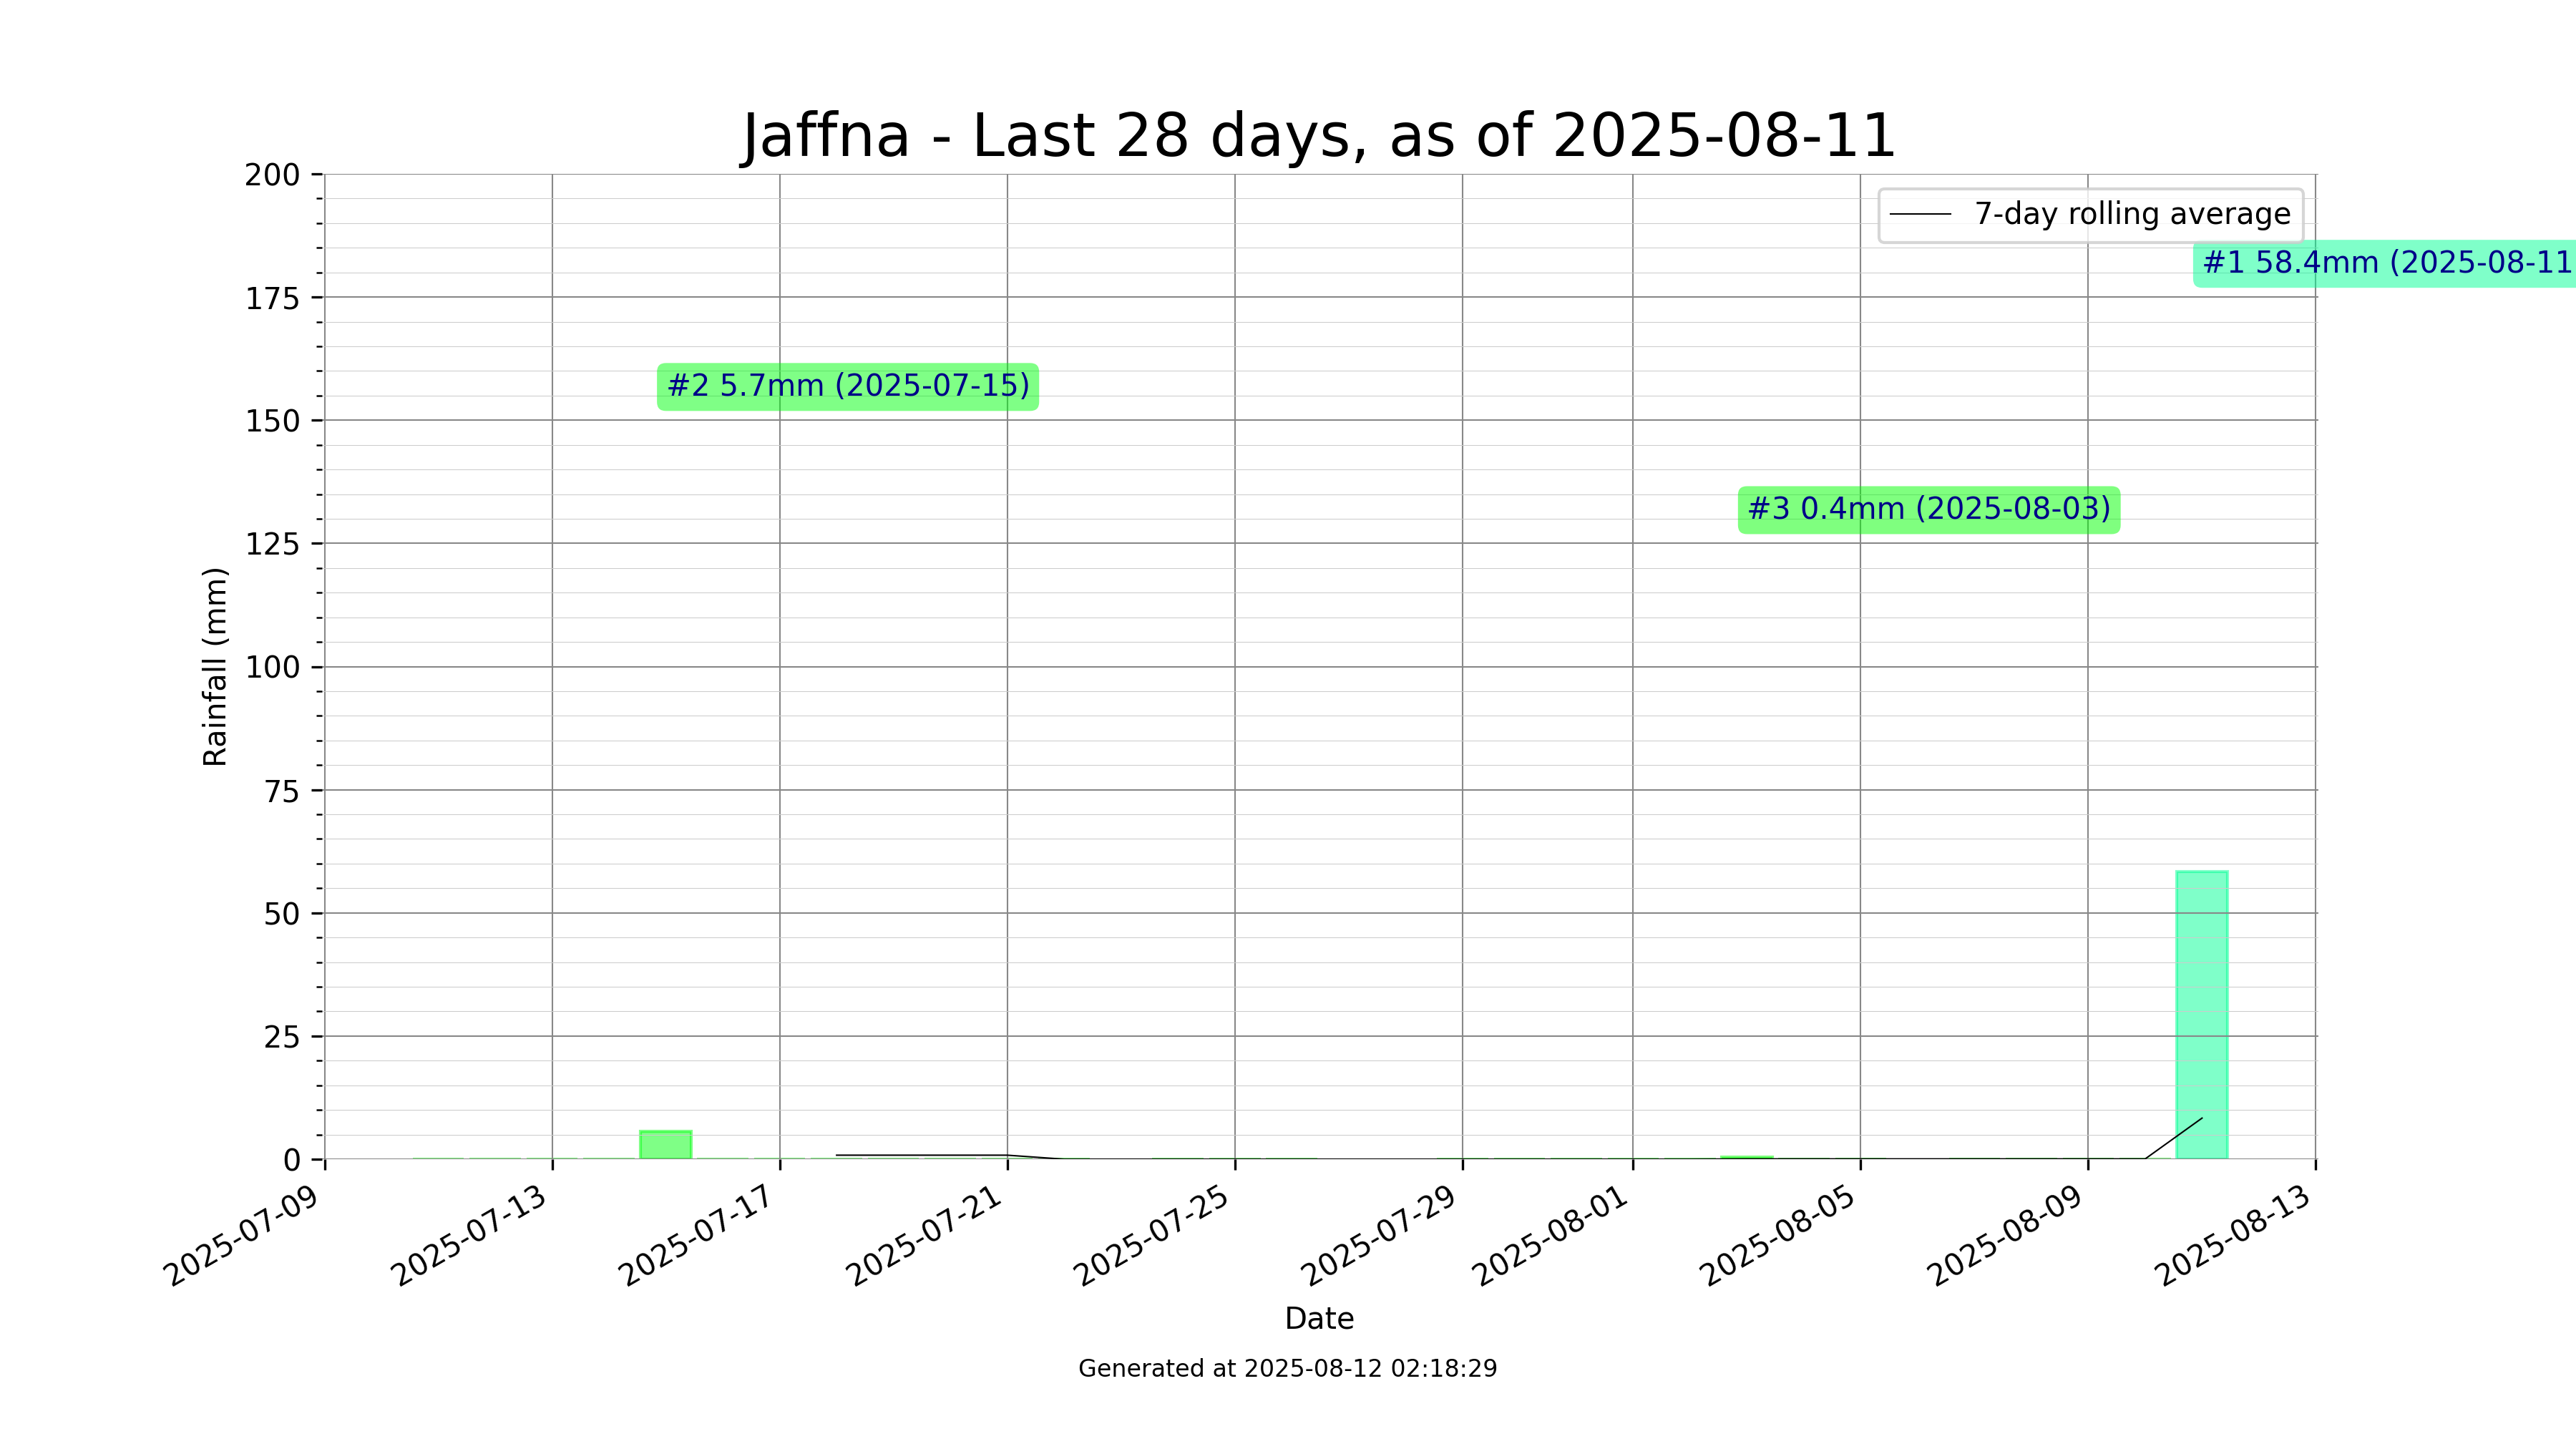 Jaffna - Last 28 days, as of 2025-08-11
200
175
150
125
100
75
50
25
0
Rainfall (mm)
7-day rolling average
#1 58.4mm (2025-08-11
#2 5.7mm (2025-07-15)
#3 0.4mm (2025-08-03)
2025-07-09
2025-07-13
2025-07-17
2025-07-21
2025-07-25
2025-07-29
2025-08-01
2025-08-05
2025-08-09
2025-08-13
Date
Generated at 2025-08-12 02:18:29